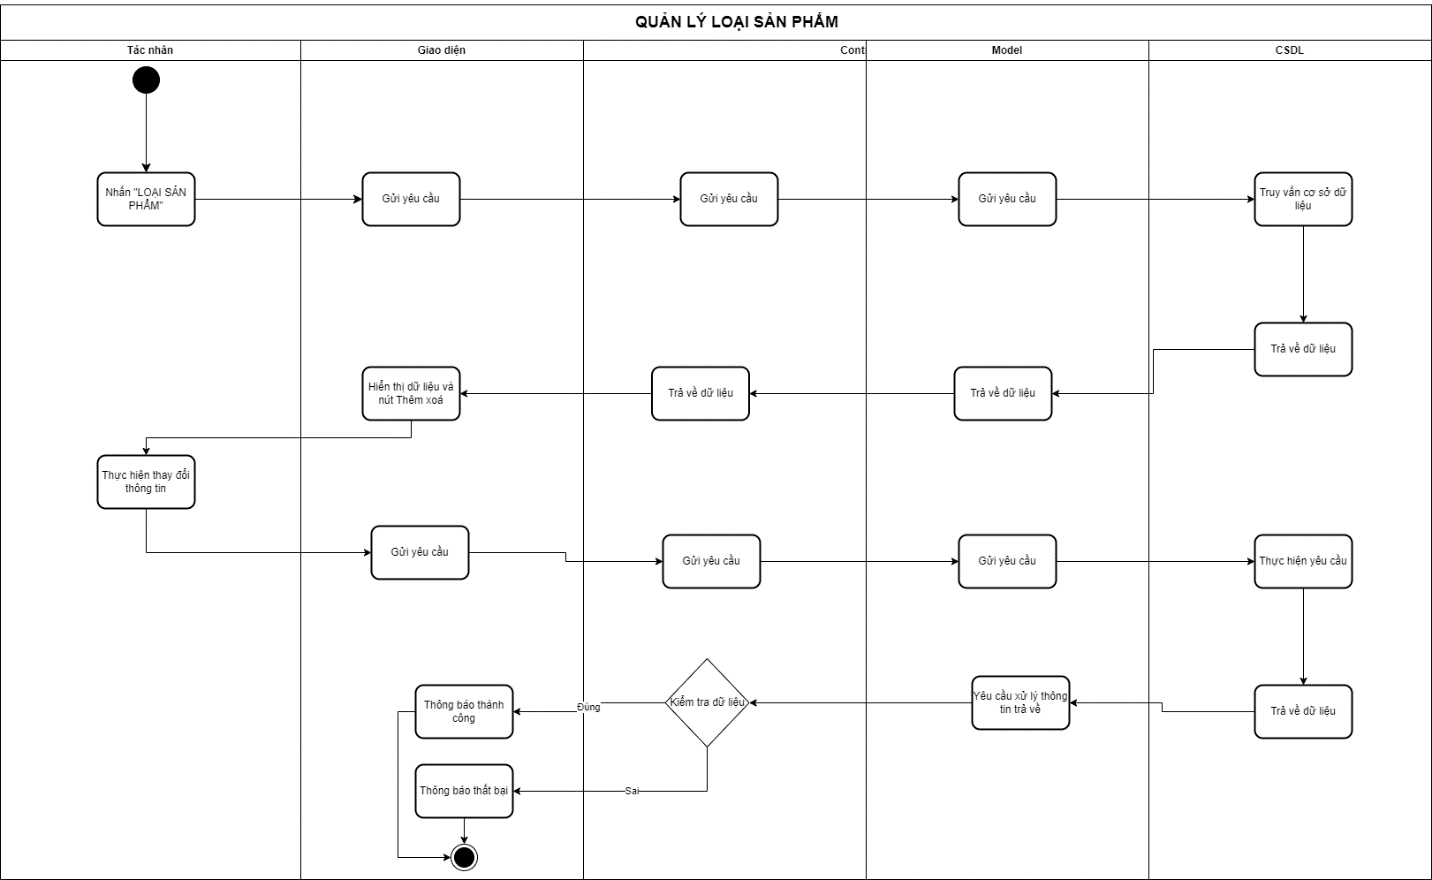 QUẢN LÝ LOẠI SẢN PHẨM
Tác nhân
Giao diện
Cont
Model
CSDL
Nhấn "LOẠI SẢN
PHẨM"
Gửi yêu cầu
Gửi yêu cầu
Gửi yêu cầu
Truy vấn cơ sở dữ
liệu
Trả về dữ liệu
Hiển thị dữ liệu và
nút Thêm xoá
Trả về dữ liệu
Trả về dữ liệu
Thực hiện thay đổi
thông tin
Gửi yêu cầu
Gửi yêu cầu
Gửi yêu cầu
Thực hiện yêu cầu
Thông báo thành
công
Đúng
Kiểm tra dữ liệu
Yêu cầu xử lý thông
tin trả về
Trả về dữ liệu
Thông báo thất bại
Sai